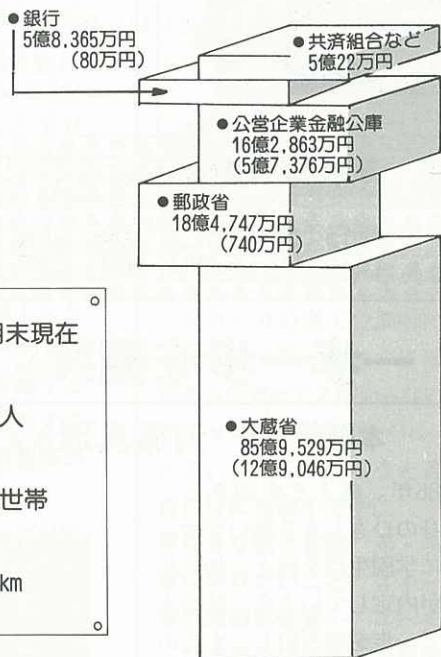 ●銀行
5億8,365万円
(80万円)
●共済組合など
5億22万円
●公営企業金融公庫
16億2,863万円
(5億7,376万円)
●郵政省
18億4,747万円
(740万円)
●大蔵省
85億9,529万円
(12億9,046万円)
末現在
人
世帯
km